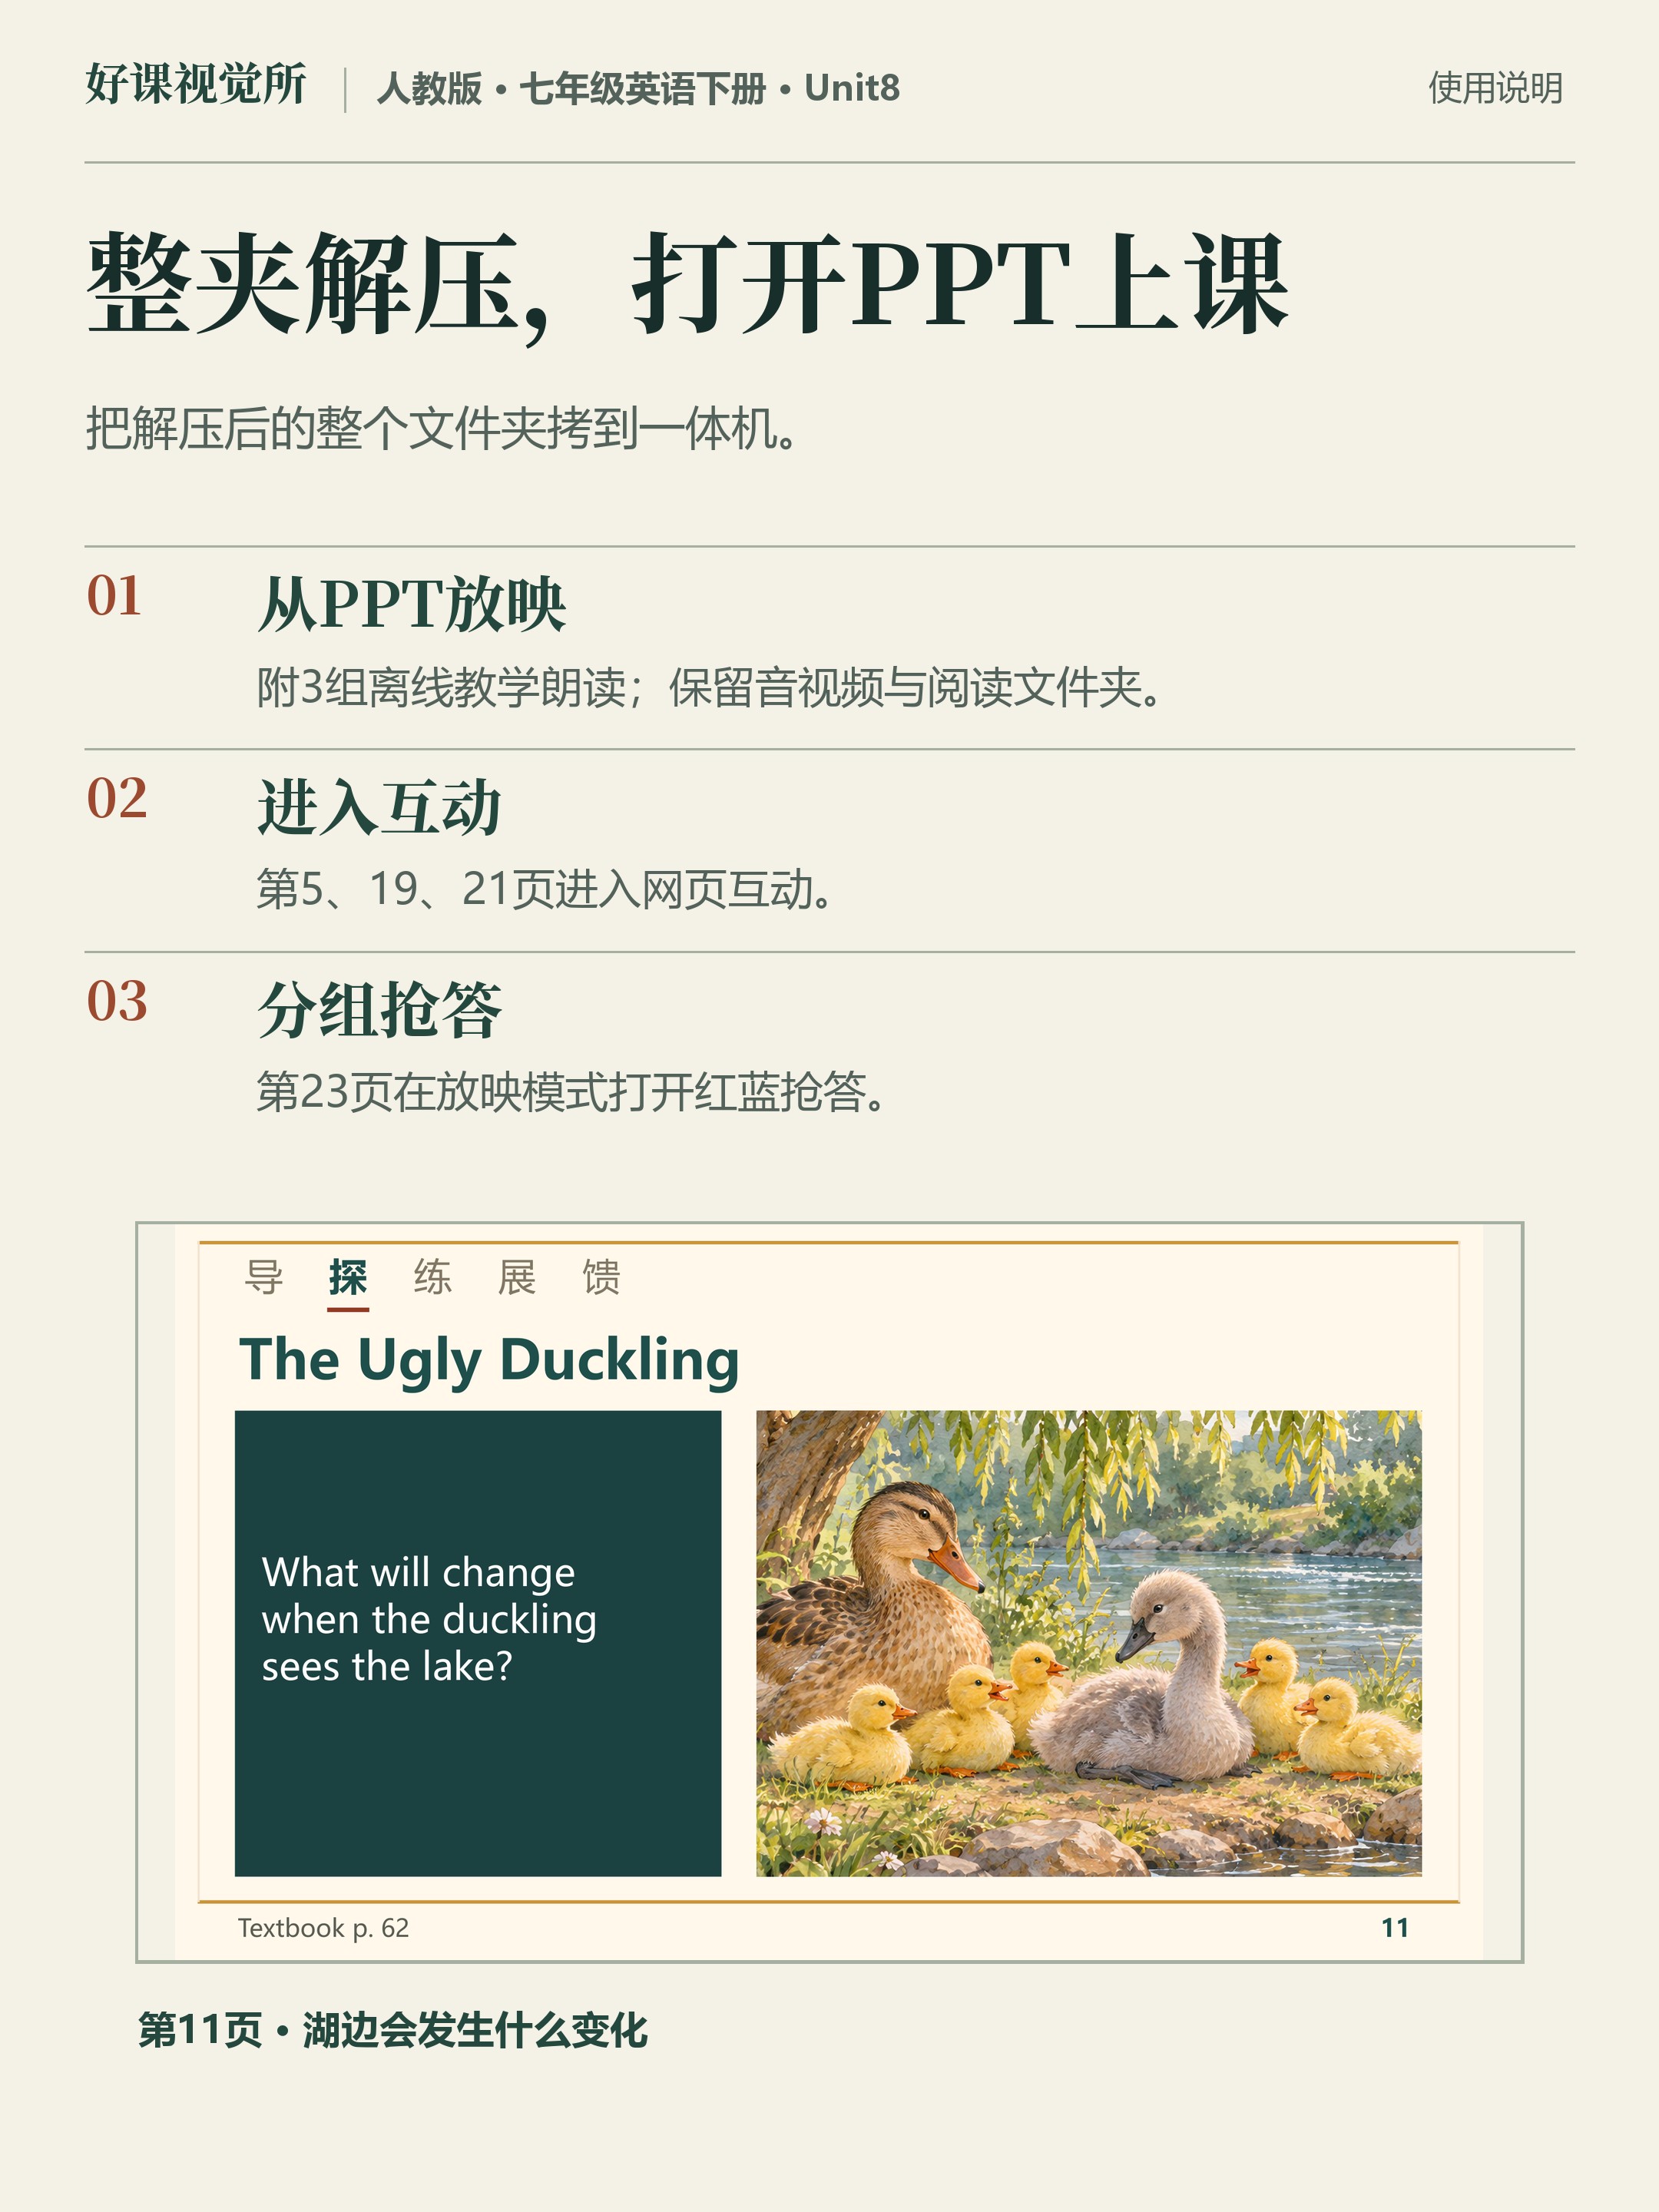 好课视觉所
人教版·七年级英语下册·Unit8
使用说明
整夹解压，打开PPT上课
把解压后的整个文件夹拷到一体机。
01
从PPT放映
附3组离线教学朗读；保留音视频与阅读文件夹。
02
进入互动
第5、19、21页进入网页互动。
03
分组抢答
第23页在放映模式打开红蓝抢答。
导 探 练 展 馈
The Ugly Duckling
What will change
when the duckling
sees the lake?
Textbook p. 62
11
第11页·湖边会发生什么变化